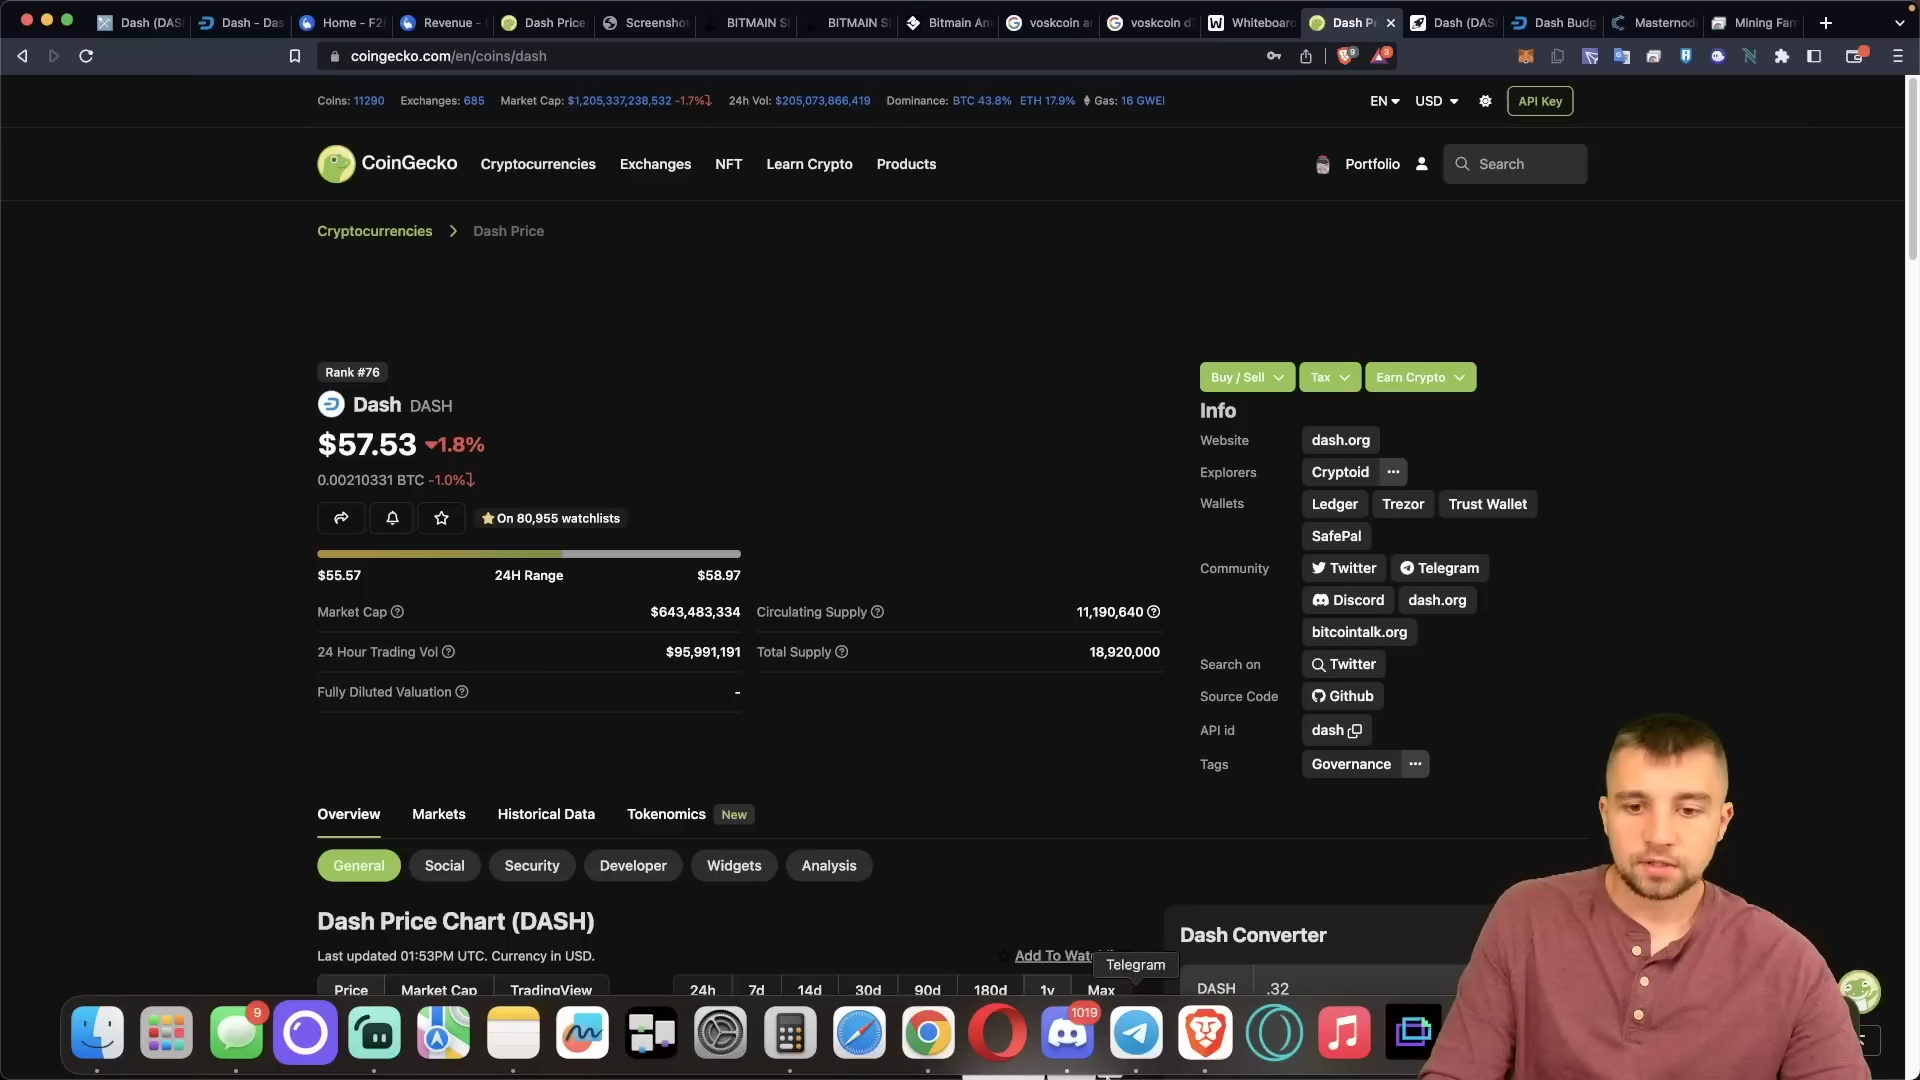 Dash (DAS
Dash - Das
Home - F2P
Revenue -
Dash Price
Screenshot
BITMAIN S
BITMAIN S
Bitmain An
voskcoin a
voskcoin d
Whiteboard
Dash P
Dash (DAS
Dash Budg
Masternod
Mining Far
coingecko.com/en/coins/dash
9
3
Coins: 11290
Exchanges: 685
Market Cap: $1,205,337,238,532 -1.7%
24h Vol: $205,073,866,419
Dominance: BTC 43.8% ETH 17.9%
Gas: 16 GWEI
EN
USD
API Key
CoinGecko
Cryptocurrencies
Exchanges
NFT
Learn Crypto
Products
Portfolio
Search
Cryptocurrencies > Dash Price
Rank #76
Dash DASH
$57.53 1.8%
0.00210331 BTC -1.0%
On 80,955 watchlists
$55.57 24H Range $58.97
Market Cap $643,483,334
Circulating Supply 11,190,640
24 Hour Trading Vol $95,991,191
Total Supply 18,920,000
Fully Diluted Valuation -
Buy / Sell
Tax
Earn Crypto
Info
Website dash.org
Explorers Cryptoid ...
Wallets Ledger Trezor Trust Wallet
SafePal
Community Twitter Telegram
Discord dash.org
bitcointalk.org
Search on Twitter
Source Code Github
API id dash
Tags Governance ...
Overview
Markets
Historical Data
Tokenomics New
General
Social
Security
Developer
Widgets
Analysis
Dash Price Chart (DASH)
Last updated 01:53PM UTC. Currency in USD.
Add To Wat
Telegram
Price
Market Cap
TradingView
24h
7d
14d
30d
90d
180d
1y
Max
Dash Converter
DASH .32
9
1019